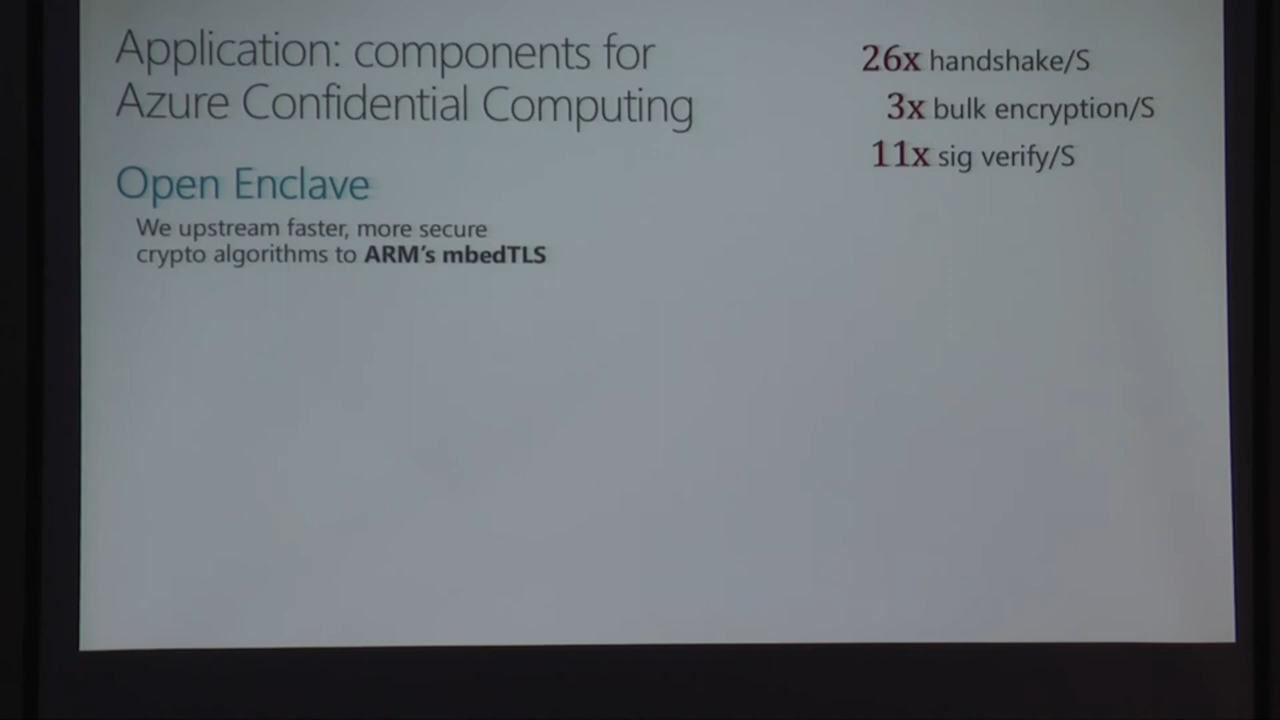 Application: components for
Azure Confidential Computing
26x handshake/S
3x bulk encryption/S
11x sig verify/S
Open Enclave
We upstream faster, more secure
crypto algorithms to ARM's mbedTLS